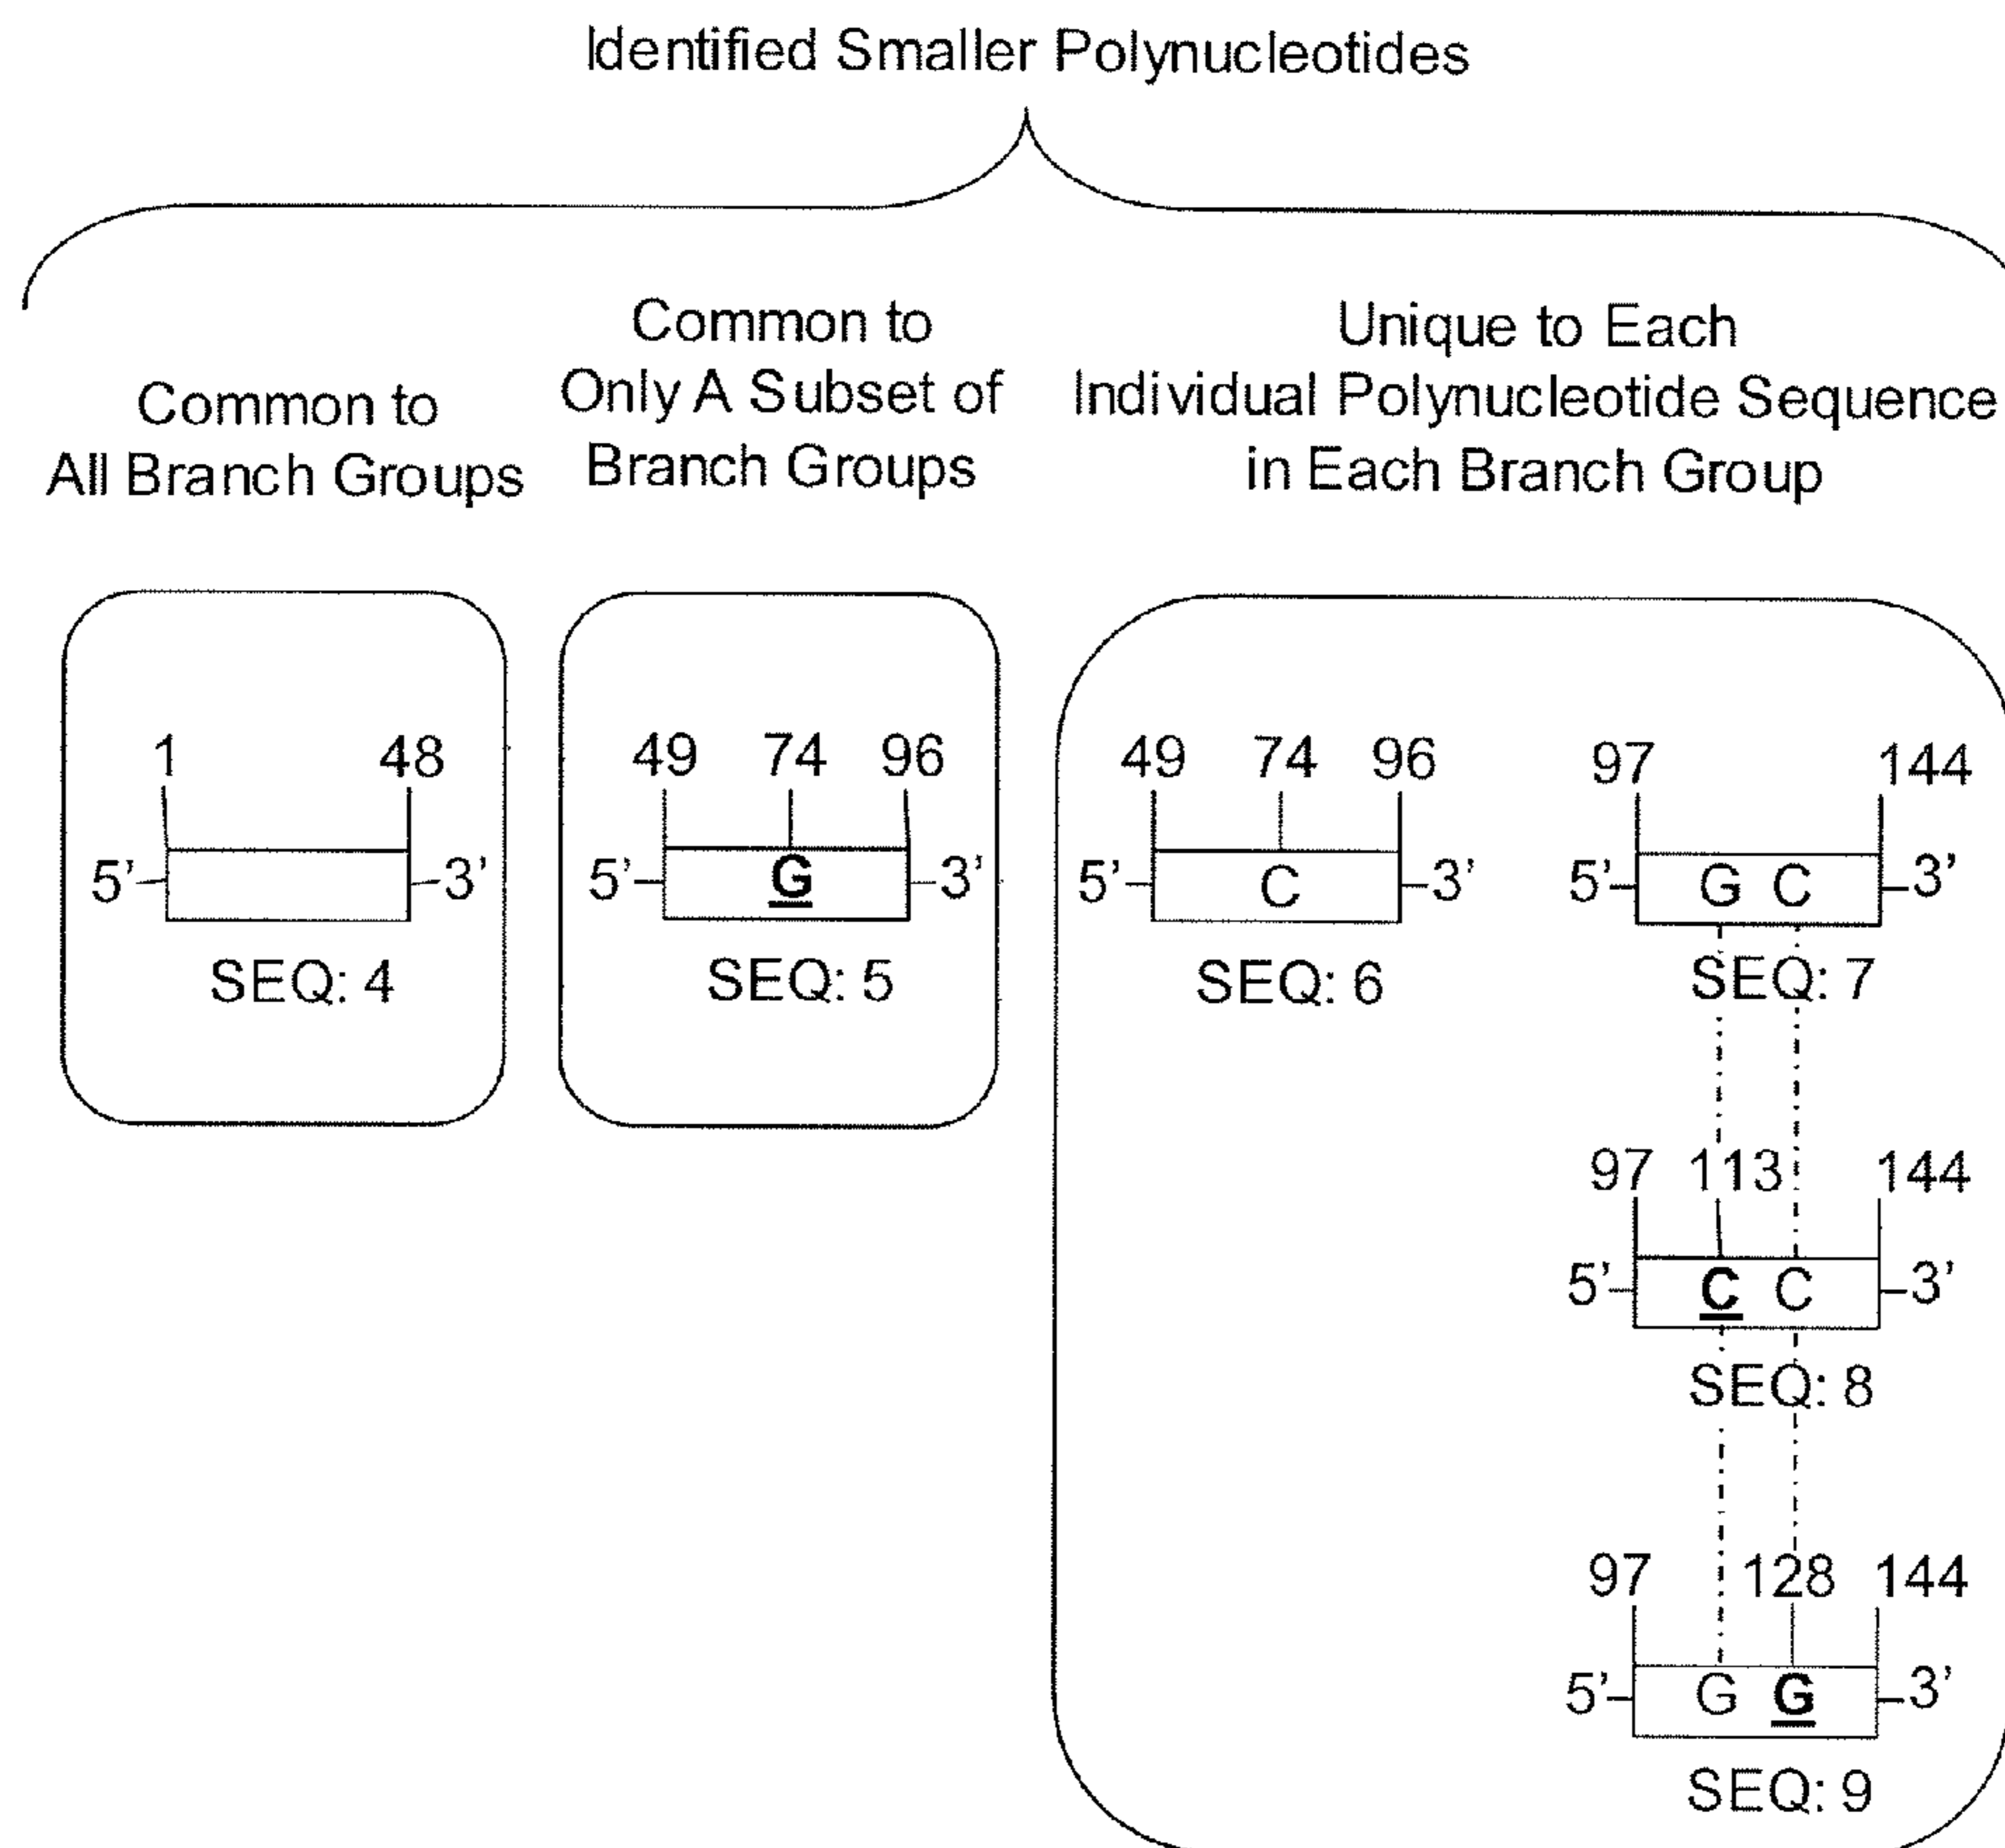 Identified Smaller Polynucleotides
Common to
All Branch Groups
Common to
Only A Subset of
Branch Groups
Unique to Each
Individual Polynucleotide Sequence
in Each Branch Group
1 48
5' 3'
SEQ: 4
49 74 96
5' G 3'
SEQ: 5
49 74 96
5' C 3'
SEQ: 6
97 144
5' G C 3'
SEQ: 7
97 113 144
5' C C 3'
SEQ: 8
97 128 144
5' G G 3'
SEQ: 9